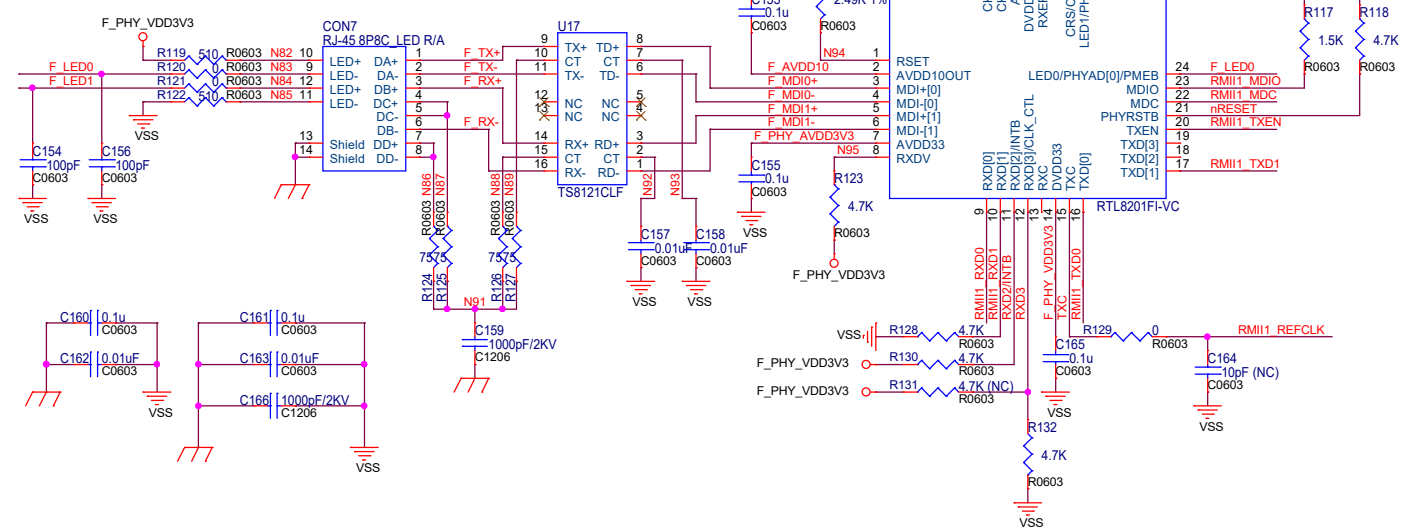 F_PHY_VDD3V3
CON7
RJ-45 8P8C_LED R/A
R119 510 R0603 N82 10
R120 0 R0603 N83 9
R121 0 R0603 N84 12
R122 510 R0603 N85 11
F_LED0
F_LED1
LED+ DA+ 1 F_TX+
LED- DA- 2 F_TX-
LED+ DB+ 3 F_RX+
LED- DC+ 4
DC- 5
DB- 6 F_RX-
13 Shield DD+ 7
14 Shield DD- 8
VSS
C154
100pF
C0603
VSS
C156
100pF
C0603
VSS
U17
9 TX+ TD+ 8
10 CT CT 7
11 TX- TD- 6
12 NC NC 5
13 NC NC 4
14 RX+ RD+ 3
15 CT CT 2
16 RX- RD- 1
TS8121CLF
N86
N87
N88
N89
R0603
R0603
R0603
R0603
75
75
75
75
R124
R125
R126
R127
N91
C159
1000pF/2KV
C1206
N92
N93
C157
0.01uF
C0603
VSS
C158
0.01uF
C0603
VSS
0.1u
C0603
VSS
2.49K 1%
R0603
N94
F_AVDD10
F_MDI0+
F_MDI0-
F_MDI1+
F_MDI1-
F_PHY_AVDD3V3
N95
C155
0.1u
C0603
VSS
R123
4.7K
R0603
F_PHY_VDD3V3
1 RSET
2 AVDD10OUT
3 MDI+[0]
4 MDI-[0]
5 MDI+[1]
6 MDI-[1]
7 AVDD33
8 RXDV
LED0/PHYAD[0]/PMEB 24 F_LED0
MDIO 23 RMII1_MDIO
MDC 22 RMII1_MDC
PHYRSTB 21 nRESET
TXEN 20 RMII1_TXEN
TXD[3] 19
TXD[2] 18
TXD[1] 17 RMII1_TXD1
RXD[0]
RXD[1]
RXD[2]/INTB
RXD[3]/CLK_CTL
RXC
DVDD33
TXC
TXD[0]
9
10
11
12
13
14
15
16
RTL8201FI-VC
R117
1.5K
R0603
R118
4.7K
R0603
RMII1_RXD0
RMII1_RXD1
RXD2/INTB
RXD3
F_PHY_VDD3V3
TXC
RMII1_TXD0
VSS R128 4.7K
R0603
F_PHY_VDD3V3 R130 4.7K
R0603
F_PHY_VDD3V3 R131 4.7K (NC)
R0603
R132
4.7K
R0603
VSS
C165
0.1u
C0603
VSS
R129 0
R0603
RMII1_REFCLK
C164
10pF (NC)
C0603
VSS
C160 0.1u
C0603
C162 0.01uF
C0603
VSS
C161 0.1u
C0603
C163 0.01uF
C0603
C166 1000pF/2KV
C1206
VSS